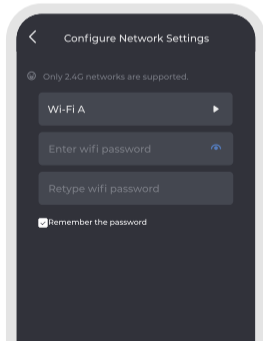 Configure Network Settings
Only 2.4G networks are supported.
Wi-Fi A
Enter wifi password
Retype wifi password
Remember the password